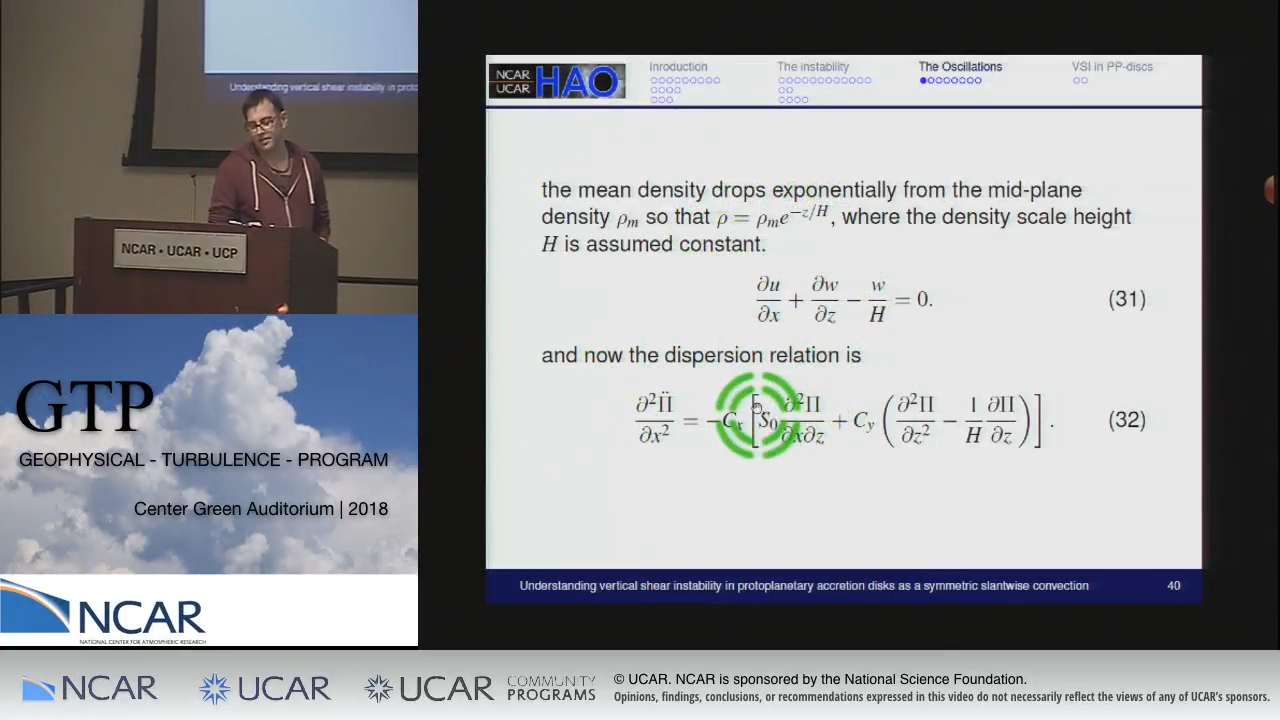 Understanding vertical shear instability in proto
NCAR • UCAR • UCP
GTP
GEOPHYSICAL - TURBULENCE - PROGRAM
Center Green Auditorium | 2018
NCAR
NATIONAL CENTER FOR ATMOSPHERIC RESEARCH
NCAR
UCAR
HAO
Inroduction
The instability
The Oscillations
VSI in PP-discs
the mean density drops exponentially from the mid-plane
density ρₘ so that ρ = ρₘe^{−z/H}, where the density scale height
H is assumed constant.
∂u/∂x + ∂w/∂z − w/H = 0. (31)
and now the dispersion relation is
∂²Π̈/∂x² = −Cₓ [S₀ ∂²Π/∂x∂z + C_y (∂²Π/∂z² − 1/H ∂Π/∂z)]. (32)
Understanding vertical shear instability in protoplanetary accretion disks as a symmetric slantwise convection 40
NCAR
UCAR
UCAR
COMMUNITY
PROGRAMS
© UCAR. NCAR is sponsored by the National Science Foundation.
Opinions, findings, conclusions, or recommendations expressed in this video do not necessarily reflect the views of any of UCAR's sponsors.